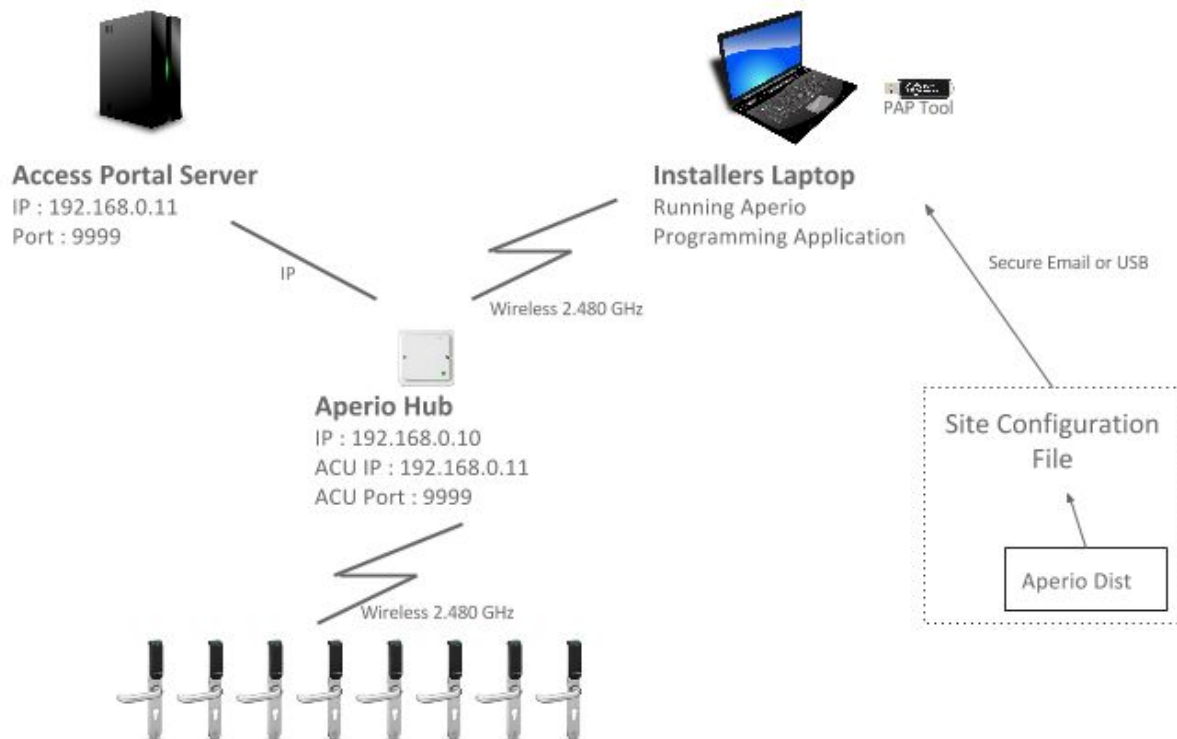 PAP Tool
Access Portal Server
IP : 192.168.0.11
Port : 9999
Installers Laptop
Running Aperio
Programming Application
IP
Wireless 2.480 GHz
Secure Email or USB
Aperio Hub
IP : 192.168.0.10
ACU IP : 192.168.0.11
ACU Port : 9999
Site Configuration
File
Aperio Dist
Wireless 2.480 GHz